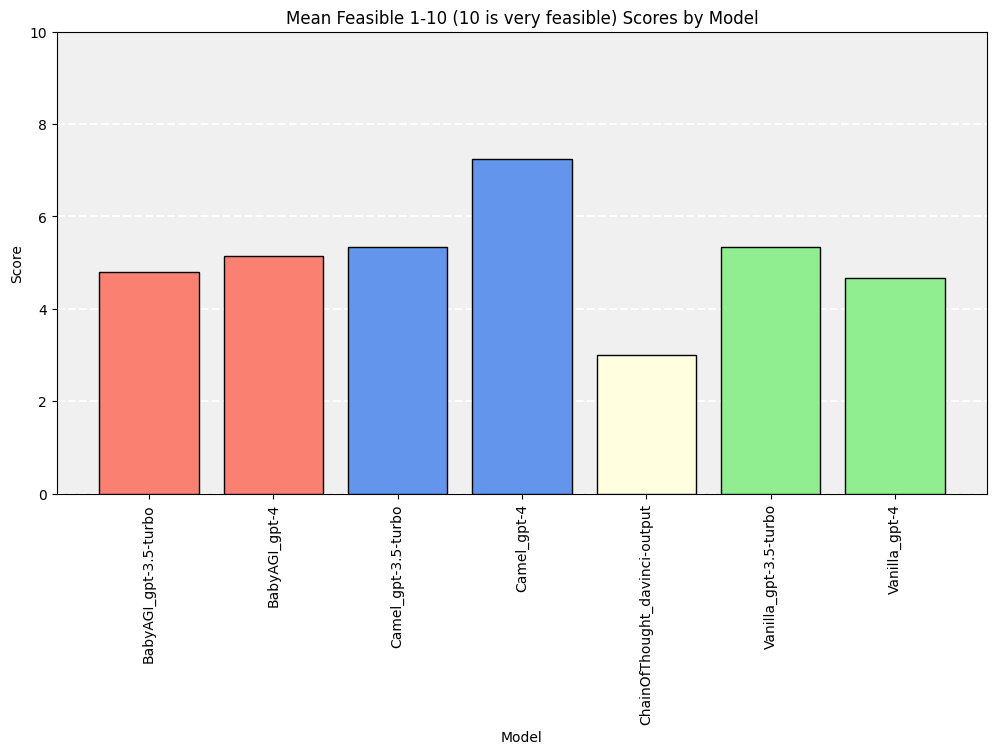 Mean Feasible 1-10 (10 is very feasible) Scores by Model
10
8
6
4
2
0
Score
BabyAGI_gpt-3.5-turbo
BabyAGI_gpt-4
Camel_gpt-3.5-turbo
Camel_gpt-4
ChainOfThought_davinci-output
Vanilla_gpt-3.5-turbo
Vanilla_gpt-4
Model